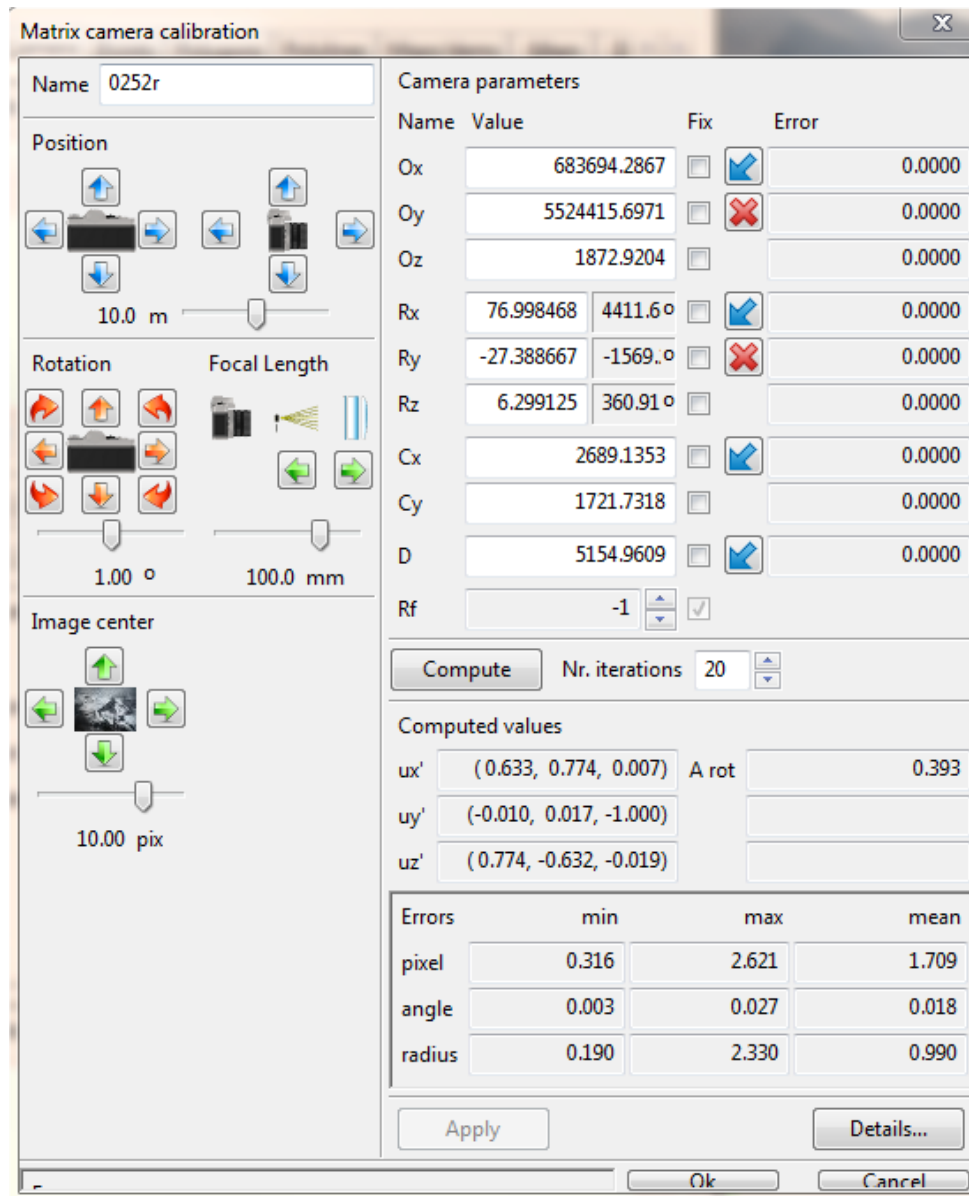 Matrix camera calibration
Name 0252r
Position
10.0 m
Rotation Focal Length
1.00 º 100.0 mm
Image center
10.00 pix
Camera parameters
Name Value Fix Error
Ox 683694.2867 0.0000
Oy 5524415.6971 0.0000
Oz 1872.9204 0.0000
Rx 76.998468 4411.6 º 0.0000
Ry -27.388667 -1569.. º 0.0000
Rz 6.299125 360.91 º 0.0000
Cx 2689.1353 0.0000
Cy 1721.7318 0.0000
D 5154.9609 0.0000
Rf -1
Compute Nr. iterations 20
Computed values
ux' ( 0.633, 0.774, 0.007) A rot 0.393
uy' (-0.010, 0.017, -1.000)
uz' ( 0.774, -0.632, -0.019)
Errors min max mean
pixel 0.316 2.621 1.709
angle 0.003 0.027 0.018
radius 0.190 2.330 0.990
Apply Details...
Ok Cancel